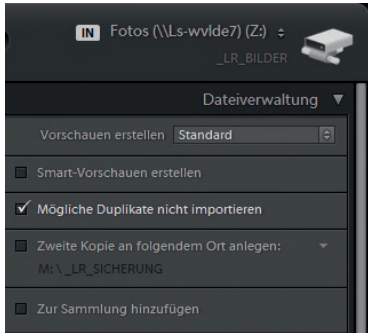 IN Fotos (\\Ls-wvlde7) (Z:)
_LR_BILDER
Dateiverwaltung
Vorschauen erstellen Standard
Smart-Vorschauen erstellen
Mögliche Duplikate nicht importieren
Zweite Kopie an folgendem Ort anlegen:
M: \ _LR_SICHERUNG
Zur Sammlung hinzufügen